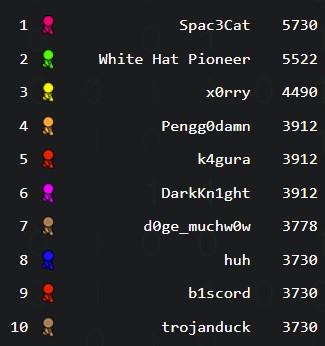 1 Spac3Cat 5730
2 White Hat Pioneer 5522
3 x0rry 4490
4 Pengg0damn 3912
5 k4gura 3912
6 DarkKn1ght 3912
7 d0ge_muchw0w 3778
8 huh 3730
9 b1scord 3730
10 trojanduck 3730